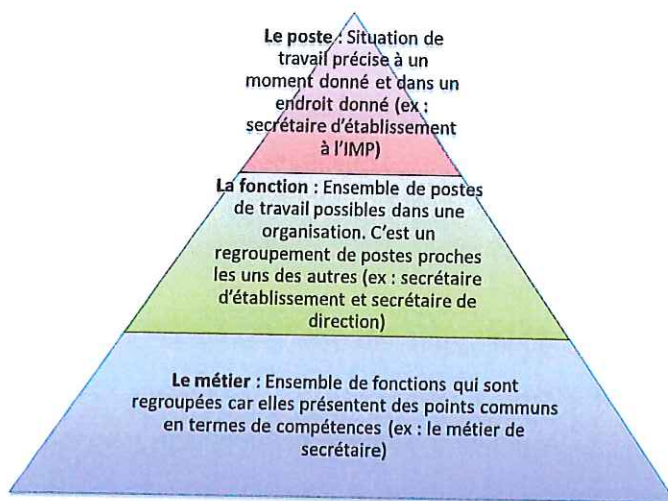 Le poste : Situation de
travail précise à un
moment donné et dans un
endroit donné (ex :
secrétaire d'établissement
à l'IMP)
La fonction : Ensemble de postes
de travail possibles dans une
organisation. C'est un
regroupement de postes proches
les uns des autres (ex : secrétaire
d'établissement et secrétaire de
direction)
Le métier : Ensemble de fonctions qui sont
regroupées car elles présentent des points communs
en termes de compétences (ex : le métier de
secrétaire)